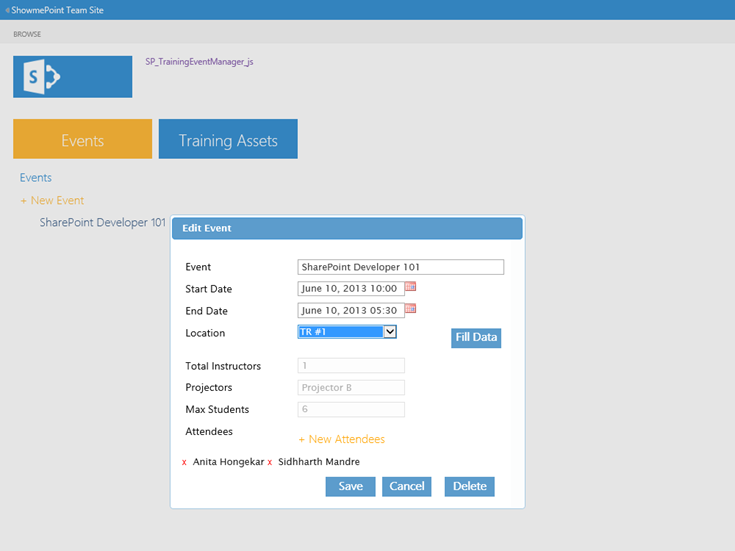 ShowmePoint Team Site
BROWSE
S
SP_TrainingEventManager_js
Events
Training Assets
Events
+ New Event
SharePoint Developer 101
Edit Event
Event SharePoint Developer 101
Start Date June 10, 2013 10:00
End Date June 10, 2013 05:30
Location TR #1
Fill Data
Total Instructors 1
Projectors Projector B
Max Students 6
Attendees
+ New Attendees
x Anita Hongekar x Sidhharth Mandre
Save Cancel Delete